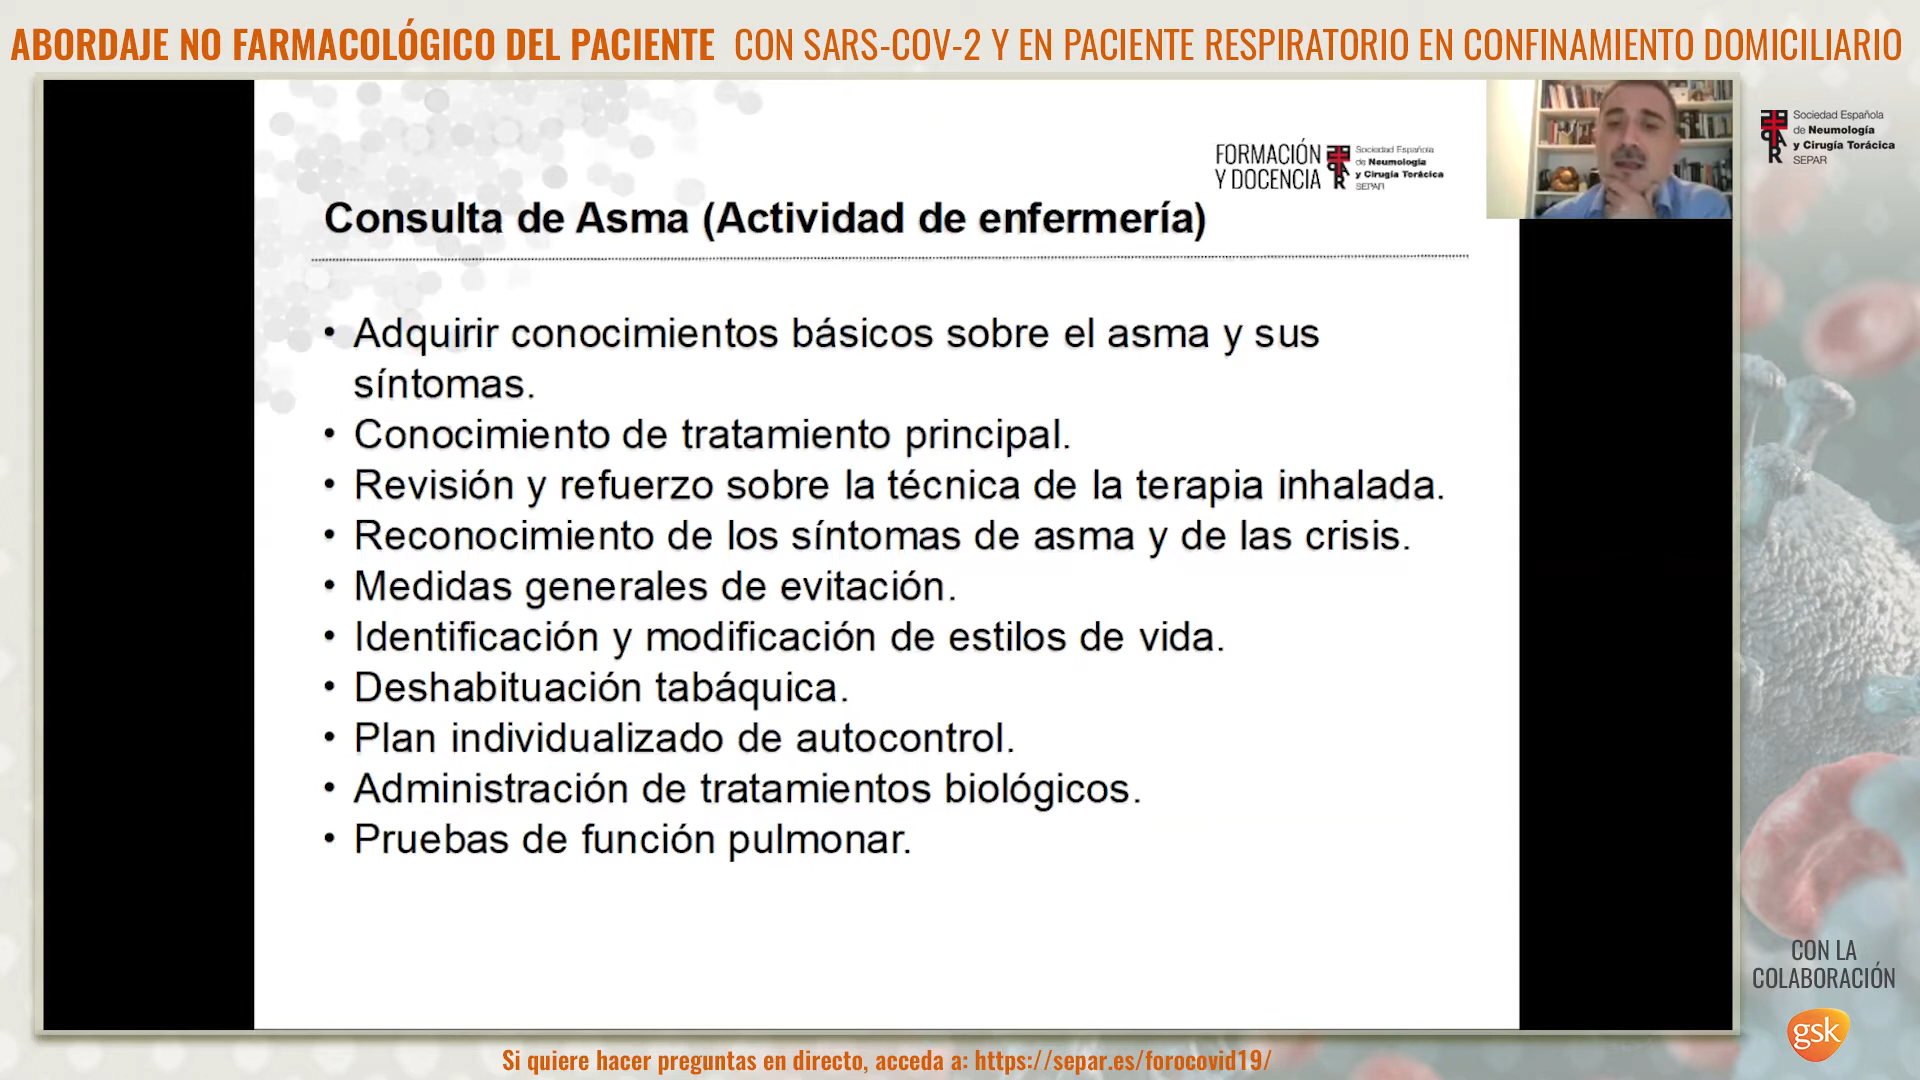 ABORDAJE NO FARMACOLÓGICO DEL PACIENTE CON SARS-COV-2 Y EN PACIENTE RESPIRATORIO EN CONFINAMIENTO DOMICILIARIO
Sociedad Española
de Neumología
y Cirugía Torácica
SEPAR
FORMACIÓN
Y DOCENCIA
Sociedad Española
de Neumología
y Cirugía Torácica
SEPAR
Consulta de Asma (Actividad de enfermería)
• Adquirir conocimientos básicos sobre el asma y sus
síntomas.
• Conocimiento de tratamiento principal.
• Revisión y refuerzo sobre la técnica de la terapia inhalada.
• Reconocimiento de los síntomas de asma y de las crisis.
• Medidas generales de evitación.
• Identificación y modificación de estilos de vida.
• Deshabituación tabáquica.
• Plan individualizado de autocontrol.
• Administración de tratamientos biológicos.
• Pruebas de función pulmonar.
CON LA
COLABORACIÓN
gsk
Si quiere hacer preguntas en directo, acceda a: https://separ.es/forocovid19/